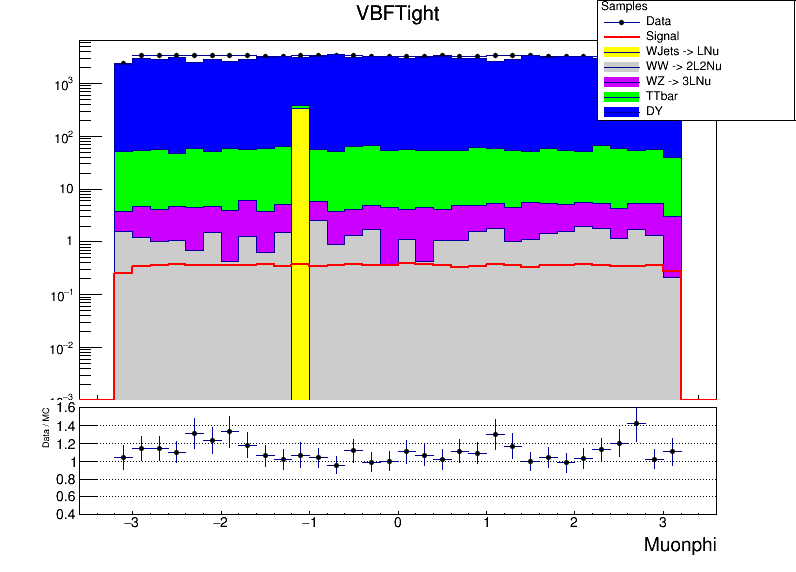 VBFTight
Samples
Data
Signal
WJets -> LNu
WW -> 2L2Nu
WZ -> 3LNu
TTbar
DY
10³
10²
10
1
10⁻¹
10⁻²
10⁻³
Data / MC
1.6
1.4
1.2
1
0.8
0.6
0.4
−3 −2 −1 0 1 2 3
Muonphi